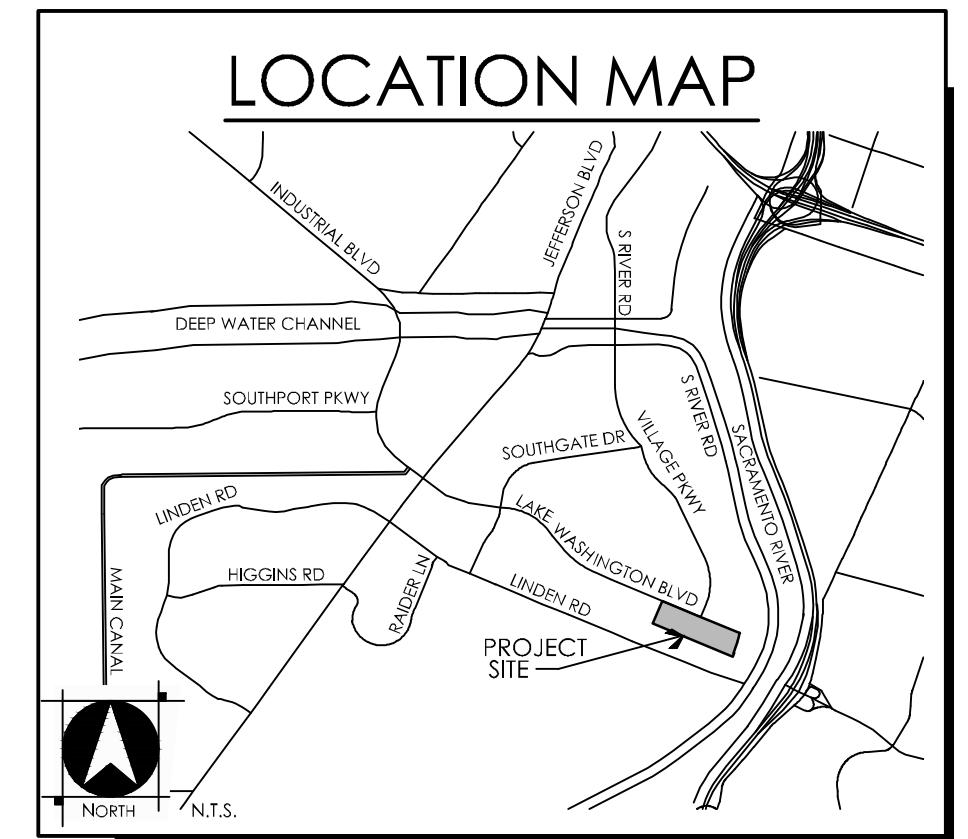 LOCATION MAP
INDUSTRIAL BLVD
JEFFERSON BLVD
S RIVER RD
DEEP WATER CHANNEL
SOUTHPORT PKWY
S RIVER RD
SOUTHGATE DR
VILLAGE PKWY
SACRAMENTO RIVER
LINDEN RD
LAKE WASHINGTON BLVD
MAIN CANAL
HIGGINS RD
RAIDER LN
LINDEN RD
PROJECT
SITE
NORTH
N.T.S.